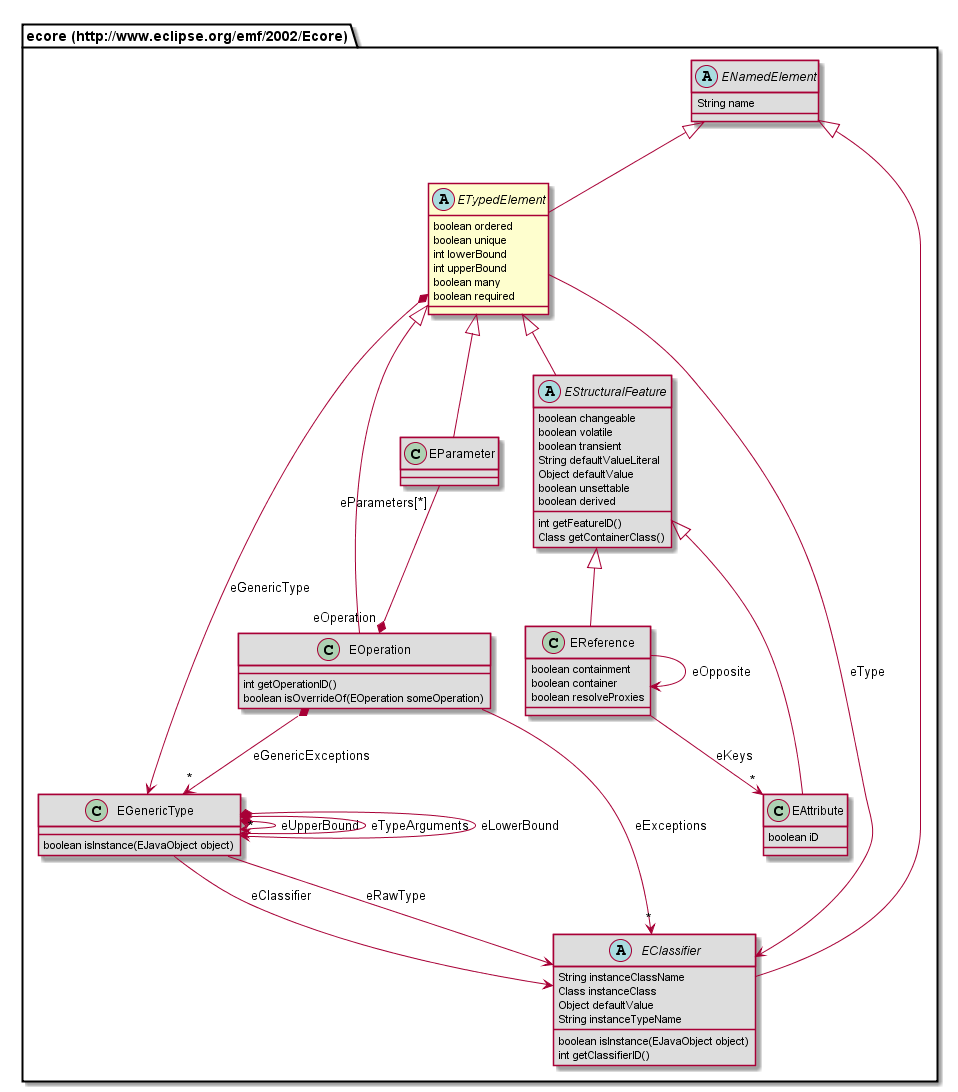 ecore (http://www.eclipse.org/emf/2002/Ecore)
A ENamedElement
String name
A ETypedElement
boolean ordered
boolean unique
int lowerBound
int upperBound
boolean many
boolean required
A EStructuralFeature
boolean changeable
boolean volatile
boolean transient
String defaultValueLiteral
Object defaultValue
boolean unsettable
boolean derived
int getFeatureID()
Class getContainerClass()
C EParameter
eParameters[*]
eGenericType
eOperation
C EOperation
int getOperationID()
boolean isOverrideOf(EOperation someOperation)
C EReference
boolean containment
boolean container
boolean resolveProxies
eOpposite
eType
eGenericExceptions
*
eKeys
*
C EGenericType
boolean isInstance(EJavaObject object)
*
eUpperBound
eTypeArguments
eLowerBound
C EAttribute
boolean iD
eExceptions
*
eClassifier
eRawType
A EClassifier
String instanceClassName
Class instanceClass
Object defaultValue
String instanceTypeName
boolean isInstance(EJavaObject object)
int getClassifierID()